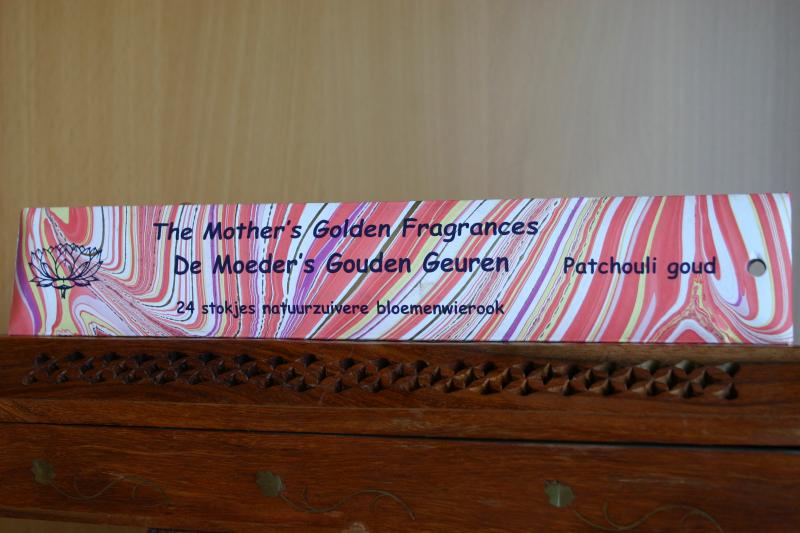 The Mother's Golden Fragrances
De Moeder's Gouden Geuren
Patchouli goud
24 stokjes natuurzuivere bloemenwierook